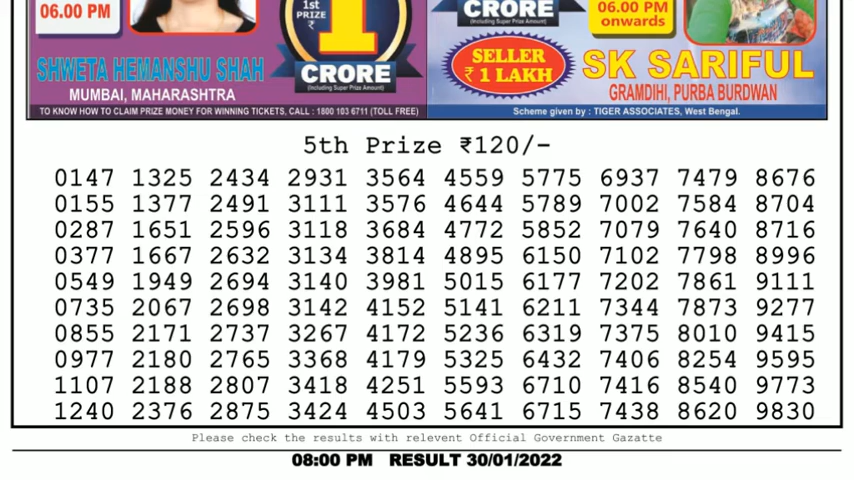 06.00 PM
1st
PRIZE
₹
1
CRORE
(Including Super Prize Amount)
SHWETA HEMANSHU SHAH
MUMBAI, MAHARASHTRA
TO KNOW HOW TO CLAIM PRIZE MONEY FOR WINNING TICKETS, CALL : 1800 103 6711 (TOLL FREE)
CRORE
(Including Super Prize Amount)
06.00 PM
onwards
SELLER
₹ 1 LAKH
SK SARIFUL
GRAMDIHI, PURBA BURDWAN
Scheme given by : TIGER ASSOCIATES, West Bengal.
5th Prize ₹120/-
0147 1325 2434 2931 3564 4559 5775 6937 7479 8676
0155 1377 2491 3111 3576 4644 5789 7002 7584 8704
0287 1651 2596 3118 3684 4772 5852 7079 7640 8716
0377 1667 2632 3134 3814 4895 6150 7102 7798 8996
0549 1949 2694 3140 3981 5015 6177 7202 7861 9111
0735 2067 2698 3142 4152 5141 6211 7344 7873 9277
0855 2171 2737 3267 4172 5236 6319 7375 8010 9415
0977 2180 2765 3368 4179 5325 6432 7406 8254 9595
1107 2188 2807 3418 4251 5593 6710 7416 8540 9773
1240 2376 2875 3424 4503 5641 6715 7438 8620 9830
Please check the results with relevent Official Government Gazatte
08:00 PM RESULT 30/01/2022